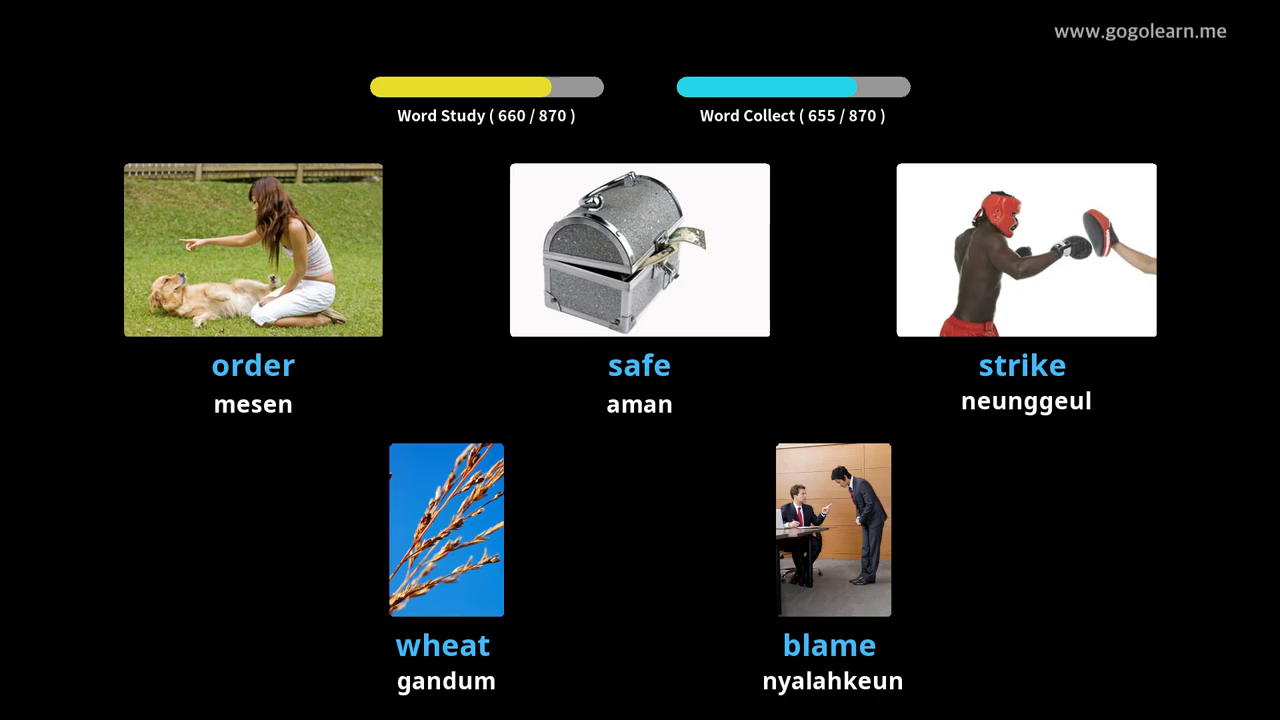 www.gogolearn.me
Word Study ( 660 / 870 )
Word Collect ( 655 / 870 )
order
mesen
safe
aman
strike
neunggeul
wheat
gandum
blame
nyalahkeun